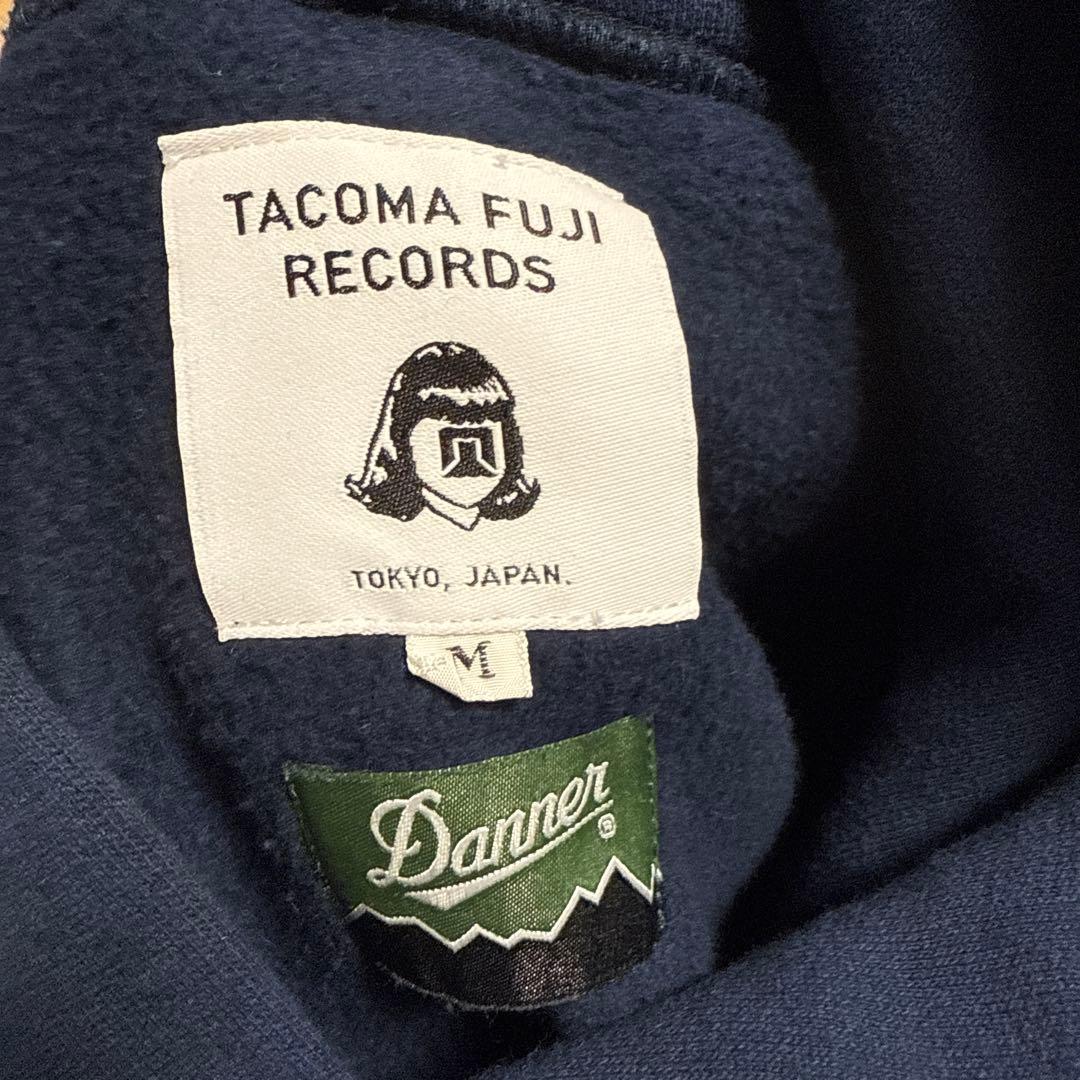 TACOMA FUJI
RECORDS
TOKYO, JAPAN.
M
Danner®